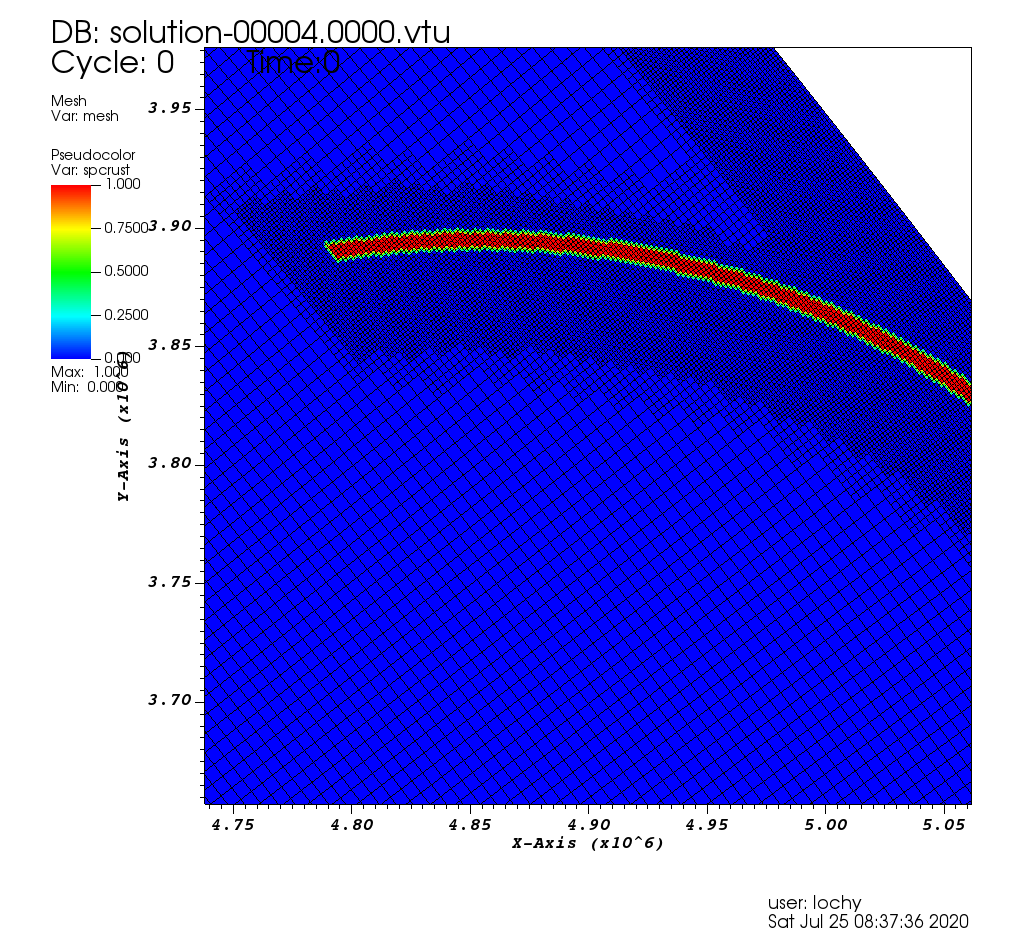 DB: solution-00004.0000.vtu
Cycle: 0 Time:0
Mesh
Var: mesh
Pseudocolor
Var: spcrust
1.000
0.7500
0.5000
0.2500
0.000
Max: 1.000
Min: 0.000
Y-Axis (x10^6)
3.95
3.90
3.85
3.80
3.75
3.70
4.75 4.80 4.85 4.90 4.95 5.00 5.05
X-Axis (x10^6)
user: lochy
Sat Jul 25 08:37:36 2020